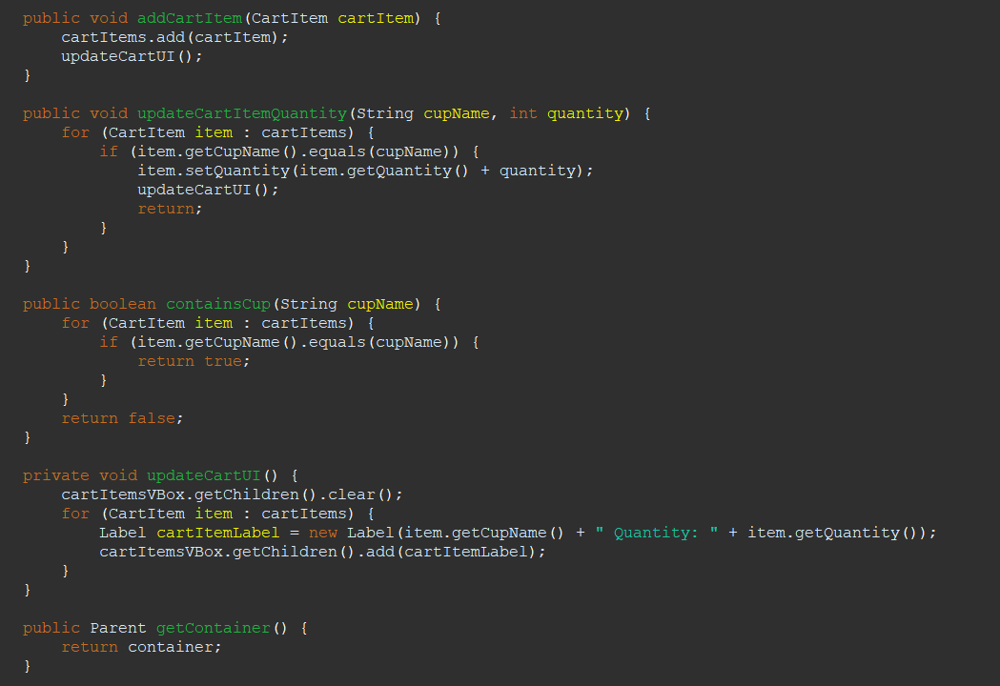 public void addCartItem(CartItem cartItem) {
    cartItems.add(cartItem);
    updateCartUI();
}

public void updateCartItemQuantity(String cupName, int quantity) {
    for (CartItem item : cartItems) {
        if (item.getCupName().equals(cupName)) {
            item.setQuantity(item.getQuantity() + quantity);
            updateCartUI();
            return;
        }
    }
}

public boolean containsCup(String cupName) {
    for (CartItem item : cartItems) {
        if (item.getCupName().equals(cupName)) {
            return true;
        }
    }
    return false;
}

private void updateCartUI() {
    cartItemsVBox.getChildren().clear();
    for (CartItem item : cartItems) {
        Label cartItemLabel = new Label(item.getCupName() + " Quantity: " + item.getQuantity());
        cartItemsVBox.getChildren().add(cartItemLabel);
    }
}

public Parent getContainer() {
    return container;
}